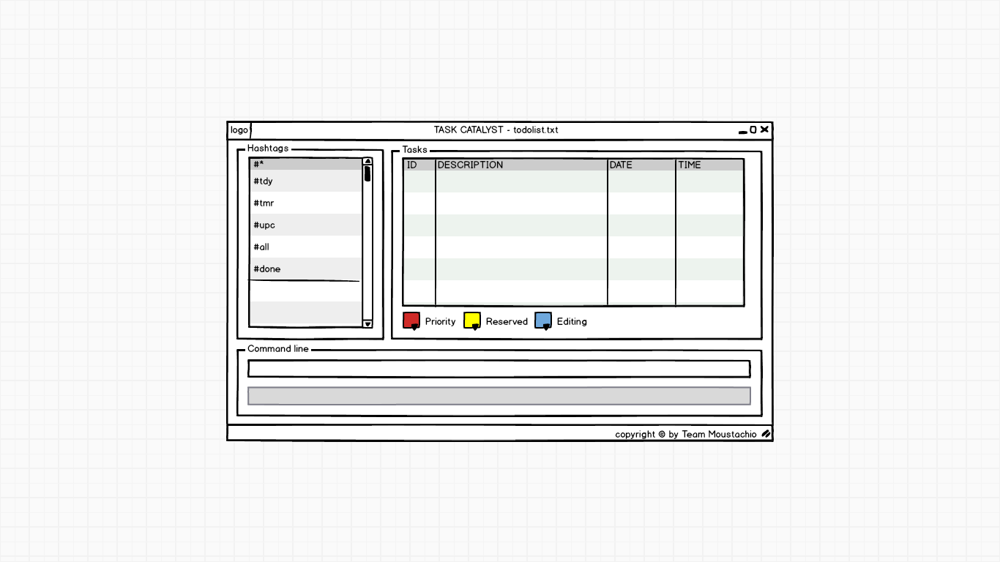 logo
TASK CATALYST - todolist.txt
Hashtags
#*
#tdy
#tmr
#upc
#all
#done
Tasks
ID DESCRIPTION DATE TIME
Priority Reserved Editing
Command line
copyright © by Team Moustachio